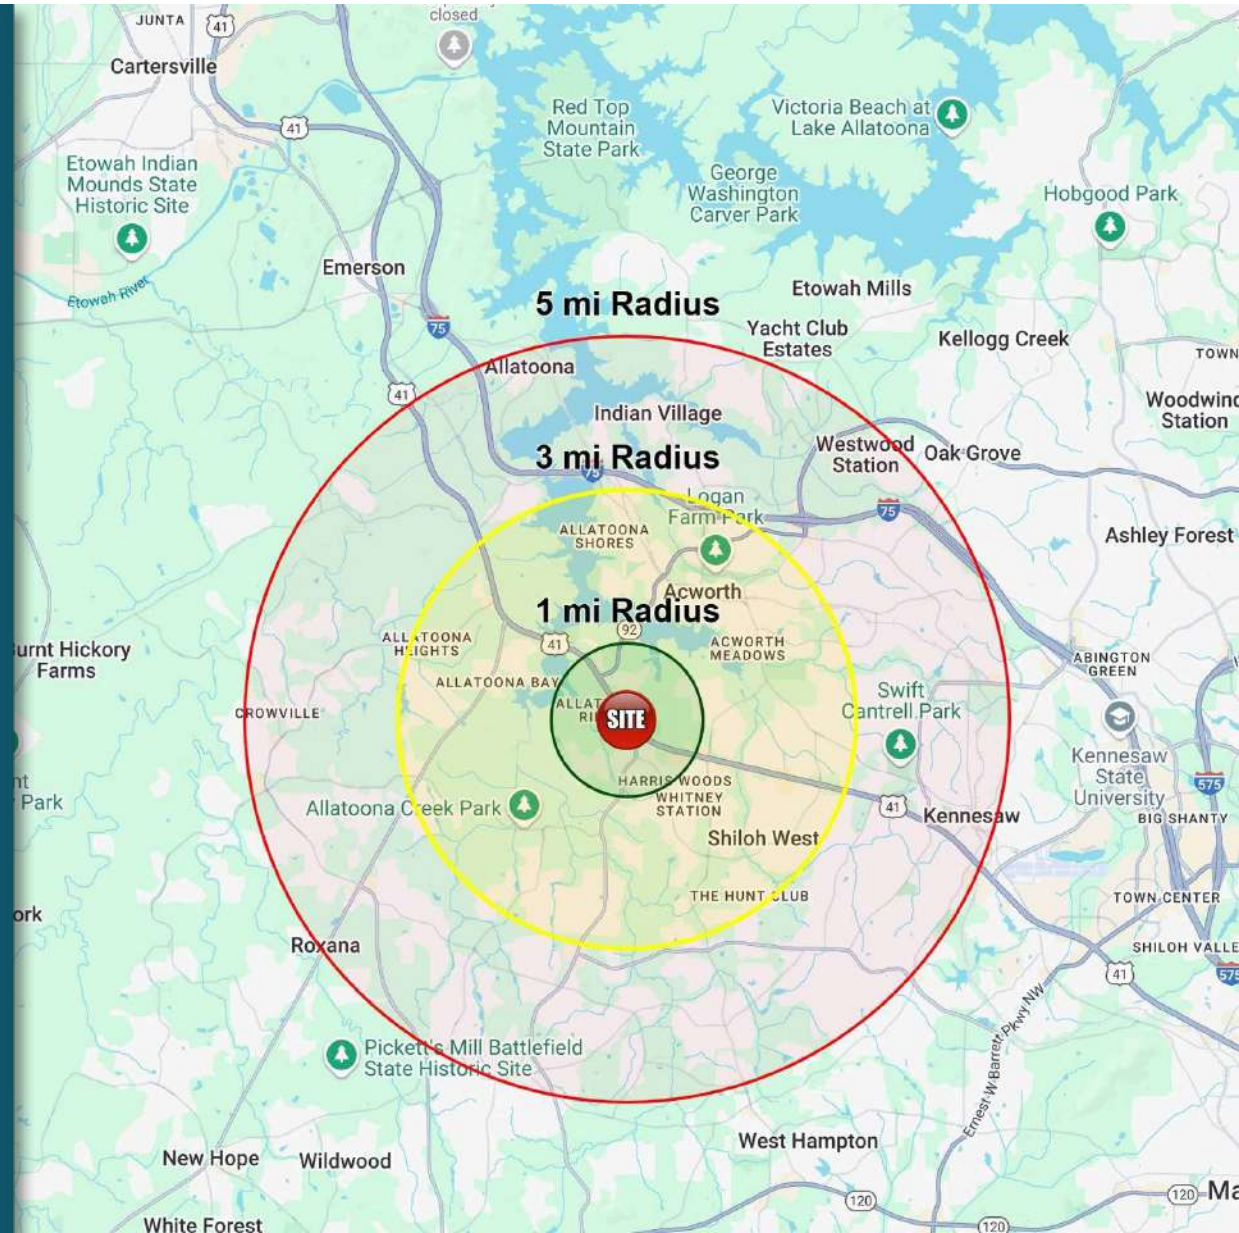 closed
JUNTA
41
Cartersville
Red Top
Mountain
State Park
Victoria Beach at
Lake Allatoona
41
Etowah Indian
Mounds State
Historic Site
George
Washington
Carver Park
Hobgood Park
Emerson
Etowah River
Etowah Mills
5 mi Radius
75
Yacht Club
Estates
Kellogg Creek
TOWN
Allatoona
41
Woodwind
Station
Indian Village
Westwood
Station
Oak Grove
3 mi Radius
75
Logan
Farm Park
75
ALLATOONA
SHORES
Ashley Forest
Acworth
1 mi Radius
92
ALLATOONA
HEIGHTS
41
ACWORTH
MEADOWS
Burnt Hickory
Farms
ABINGTON
GREEN
ALLATOONA BAY
Swift
Cantrell Park
CROWVILLE
SITE
Kennesaw
State
University
Park
HARRIS WOODS
575
WHITNEY
STATION
Allatoona Creek Park
41
Kennesaw
BIG SHANTY
Shiloh West
THE HUNT CLUB
TOWN CENTER
ork
Roxana
SHILOH VALLE
41
575
Ernest W Barrett Pkwy NW
Pickett's Mill Battlefield
State Historic Site
West Hampton
New Hope
Wildwood
120
120
Ma
White Forest
120